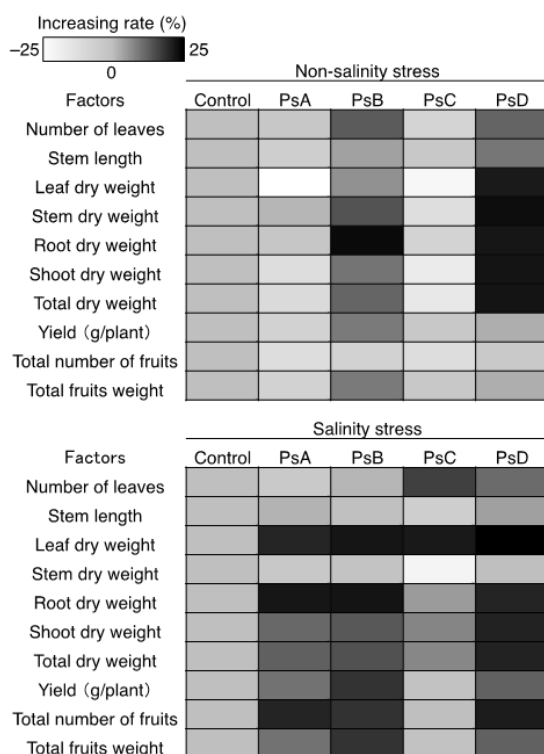 Increasing rate (%)
−25 25
0
Non-salinity stress
Factors Control PsA PsB PsC PsD
Number of leaves
Stem length
Leaf dry weight
Stem dry weight
Root dry weight
Shoot dry weight
Total dry weight
Yield (g/plant)
Total number of fruits
Total fruits weight
Salinity stress
Factors Control PsA PsB PsC PsD
Number of leaves
Stem length
Leaf dry weight
Stem dry weight
Root dry weight
Shoot dry weight
Total dry weight
Yield (g/plant)
Total number of fruits
Total fruits weight